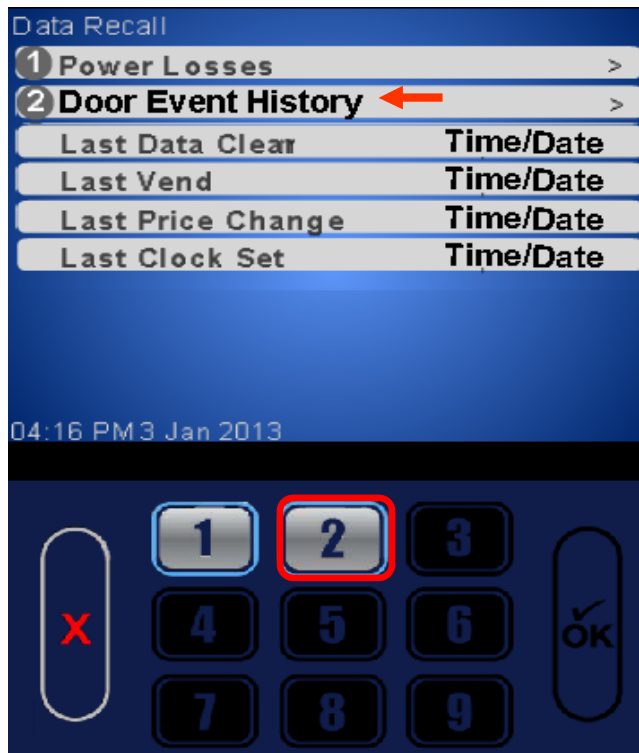 Data Recall
1 Power Losses >
2 Door Event History >
Last Data Clear Time/Date
Last Vend Time/Date
Last Price Change Time/Date
Last Clock Set Time/Date
04:16 PM 3 Jan 2013
1 2 3
X 4 5 6 OK
7 8 9